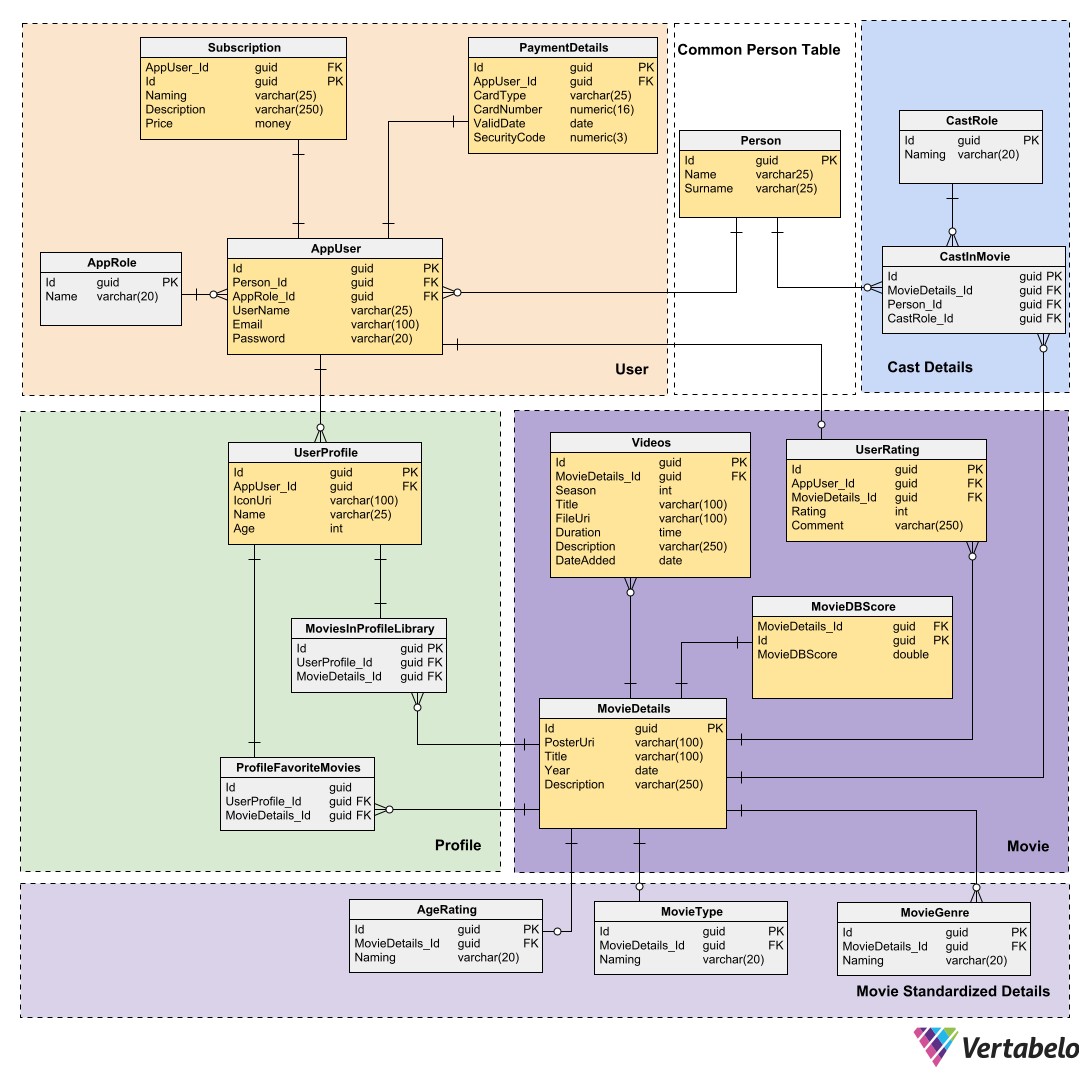 Subscription
AppUser_Id guid FK
Id guid PK
Naming varchar(25)
Description varchar(250)
Price money
PaymentDetails
Id guid PK
AppUser_Id guid FK
CardType varchar(25)
CardNumber numeric(16)
ValidDate date
SecurityCode numeric(3)
Common Person Table
Person
Id guid PK
Name varchar25)
Surname varchar(25)
CastRole
Id guid PK
Naming varchar(20)
AppRole
Id guid PK
Name varchar(20)
AppUser
Id guid PK
Person_Id guid FK
AppRole_Id guid FK
UserName varchar(25)
Email varchar(100)
Password varchar(20)
User
CastInMovie
Id guid PK
MovieDetails_Id guid FK
Person_Id guid FK
CastRole_Id guid FK
Cast Details
UserProfile
Id guid PK
AppUser_Id guid FK
IconUri varchar(100)
Name varchar(25)
Age int
MoviesInProfileLibrary
Id guid PK
UserProfile_Id guid FK
MovieDetails_Id guid FK
ProfileFavoriteMovies
Id guid
UserProfile_Id guid FK
MovieDetails_Id guid FK
Profile
Videos
Id guid PK
MovieDetails_Id guid FK
Season int
Title varchar(100)
FileUri varchar(100)
Duration time
Description varchar(250)
DateAdded date
UserRating
Id guid PK
AppUser_Id guid FK
MovieDetails_Id guid FK
Rating int
Comment varchar(250)
MovieDBScore
MovieDetails_Id guid FK
Id guid PK
MovieDBScore double
MovieDetails
Id guid PK
PosterUri varchar(100)
Title varchar(100)
Year date
Description varchar(250)
Movie
AgeRating
Id guid PK
MovieDetails_Id guid FK
Naming varchar(20)
MovieType
Id guid PK
MovieDetails_Id guid FK
Naming varchar(20)
MovieGenre
Id guid PK
MovieDetails_Id guid FK
Naming varchar(20)
Movie Standardized Details
Vertabelo